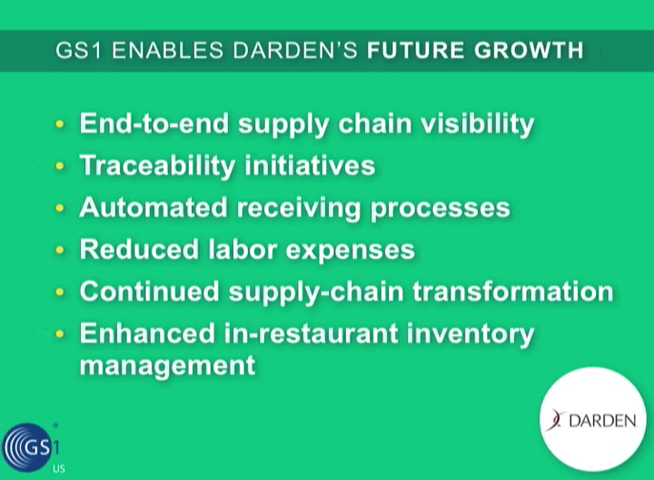 GS1 ENABLES DARDEN'S FUTURE GROWTH
• End-to-end supply chain visibility
• Traceability initiatives
• Automated receiving processes
• Reduced labor expenses
• Continued supply-chain transformation
• Enhanced in-restaurant inventory
management
DARDEN
GS1
US